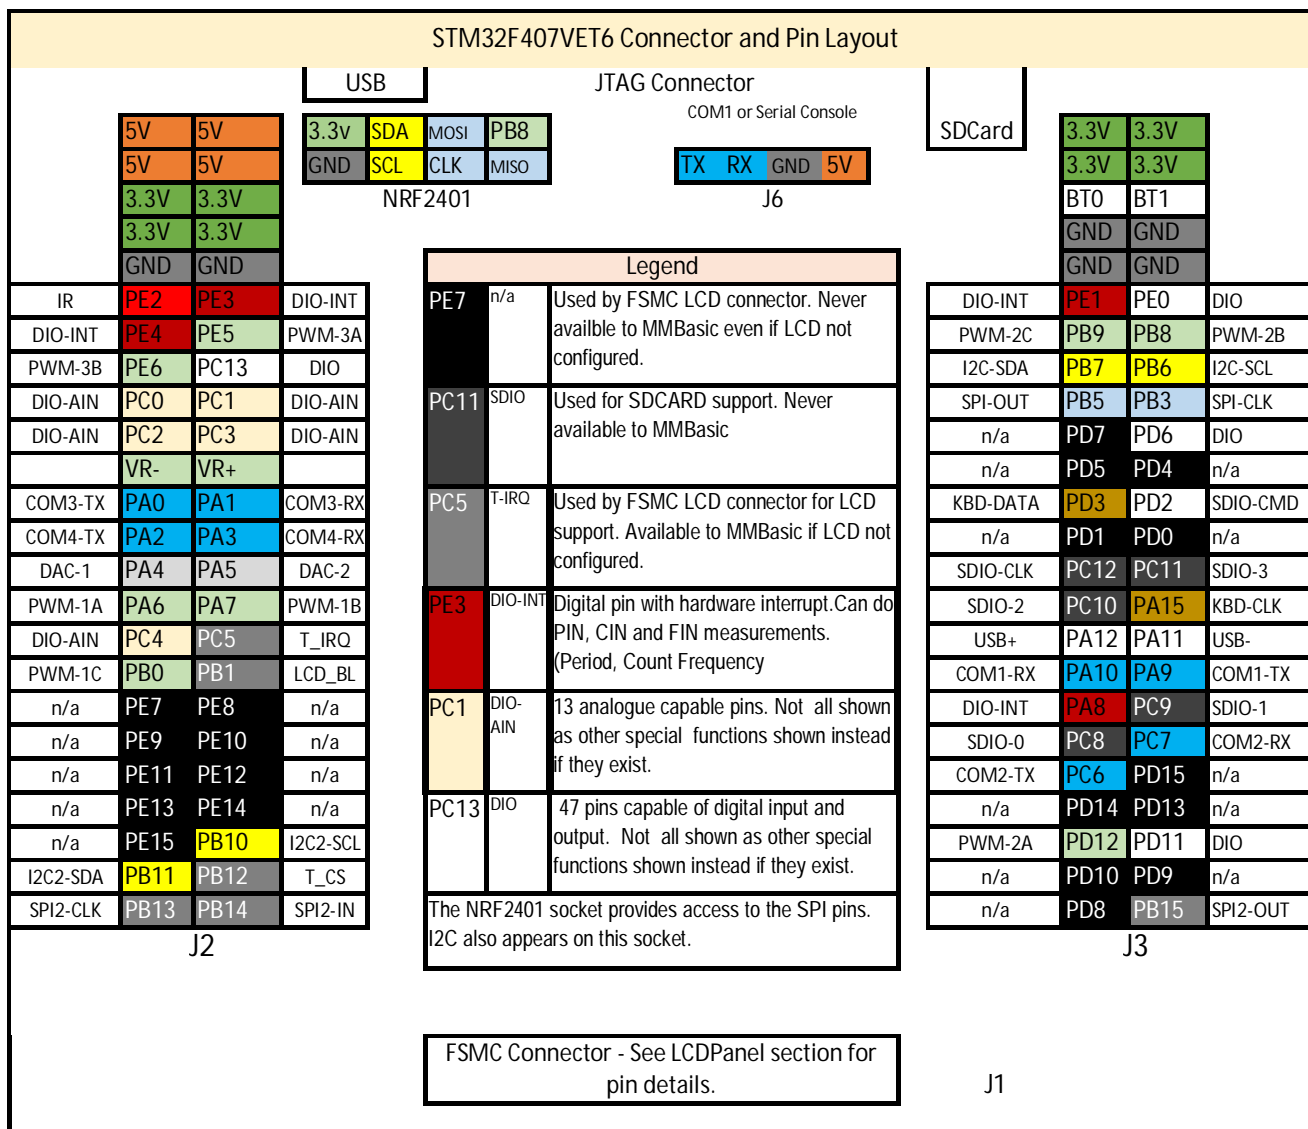 STM32F407VET6 Connector and Pin Layout
USB
JTAG Connector
COM1 or Serial Console
SDCard
3.3v SDA MOSI PB8
GND SCL CLK MISO
NRF2401
TX RX GND 5V
J6
5V 5V
5V 5V
3.3V 3.3V
3.3V 3.3V
GND GND
IR PE2 PE3 DIO-INT
DIO-INT PE4 PE5 PWM-3A
PWM-3B PE6 PC13 DIO
DIO-AIN PC0 PC1 DIO-AIN
DIO-AIN PC2 PC3 DIO-AIN
VR- VR+
COM3-TX PA0 PA1 COM3-RX
COM4-TX PA2 PA3 COM4-RX
DAC-1 PA4 PA5 DAC-2
PWM-1A PA6 PA7 PWM-1B
DIO-AIN PC4 PC5 T_IRQ
PWM-1C PB0 PB1 LCD_BL
n/a PE7 PE8 n/a
n/a PE9 PE10 n/a
n/a PE11 PE12 n/a
n/a PE13 PE14 n/a
n/a PE15 PB10 I2C2-SCL
I2C2-SDA PB11 PB12 T_CS
SPI2-CLK PB13 PB14 SPI2-IN
J2
Legend
PE7 n/a Used by FSMC LCD connector. Never
availble to MMBasic even if LCD not
configured.
PC11 SDIO Used for SDCARD support. Never
available to MMBasic
PC5 T-IRQ Used by FSMC LCD connector for LCD
support. Available to MMBasic if LCD not
configured.
PE3 DIO-INT Digital pin with hardware interrupt.Can do
PIN, CIN and FIN measurements.
(Period, Count Frequency
PC1 DIO-
AIN
13 analogue capable pins. Not all shown
as other special functions shown instead
if they exist.
PC13 DIO 47 pins capable of digital input and
output. Not all shown as other special
functions shown instead if they exist.
The NRF2401 socket provides access to the SPI pins.
I2C also appears on this socket.
3.3V 3.3V
3.3V 3.3V
BT0 BT1
GND GND
GND GND
DIO-INT PE1 PE0 DIO
PWM-2C PB9 PB8 PWM-2B
I2C-SDA PB7 PB6 I2C-SCL
SPI-OUT PB5 PB3 SPI-CLK
n/a PD7 PD6 DIO
n/a PD5 PD4 n/a
KBD-DATA PD3 PD2 SDIO-CMD
n/a PD1 PD0 n/a
SDIO-CLK PC12 PC11 SDIO-3
SDIO-2 PC10 PA15 KBD-CLK
USB+ PA12 PA11 USB-
COM1-RX PA10 PA9 COM1-TX
DIO-INT PA8 PC9 SDIO-1
SDIO-0 PC8 PC7 COM2-RX
COM2-TX PC6 PD15 n/a
n/a PD14 PD13 n/a
PWM-2A PD12 PD11 DIO
n/a PD10 PD9 n/a
n/a PD8 PB15 SPI2-OUT
J3
FSMC Connector - See LCDPanel section for
pin details.
J1